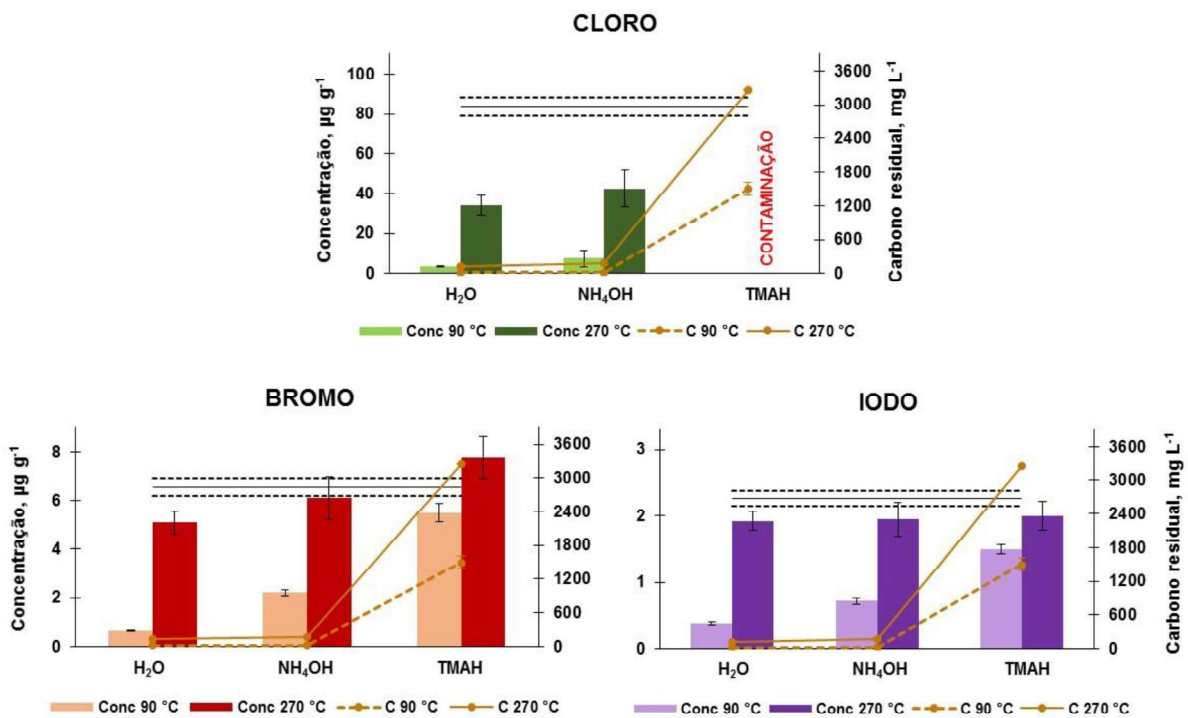 CLORO
Concentração, µg g⁻¹
100
80
60
40
20
0
3600
3000
2400
1800
1200
600
0
Carbono residual, mg L⁻¹
CONTAMINAÇÃO
H₂O NH₄OH TMAH
Conc 90 °C Conc 270 °C C 90 °C C 270 °C
BROMO
Concentração, µg g⁻¹
8
6
4
2
0
3600
3000
2400
1800
1200
600
0
H₂O NH₄OH TMAH
Conc 90 °C Conc 270 °C C 90 °C C 270 °C
IODO
3
2
1
0
3600
3000
2400
1800
1200
600
0
Carbono residual, mg L⁻¹
H₂O NH₄OH TMAH
Conc 90 °C Conc 270 °C C 90 °C C 270 °C